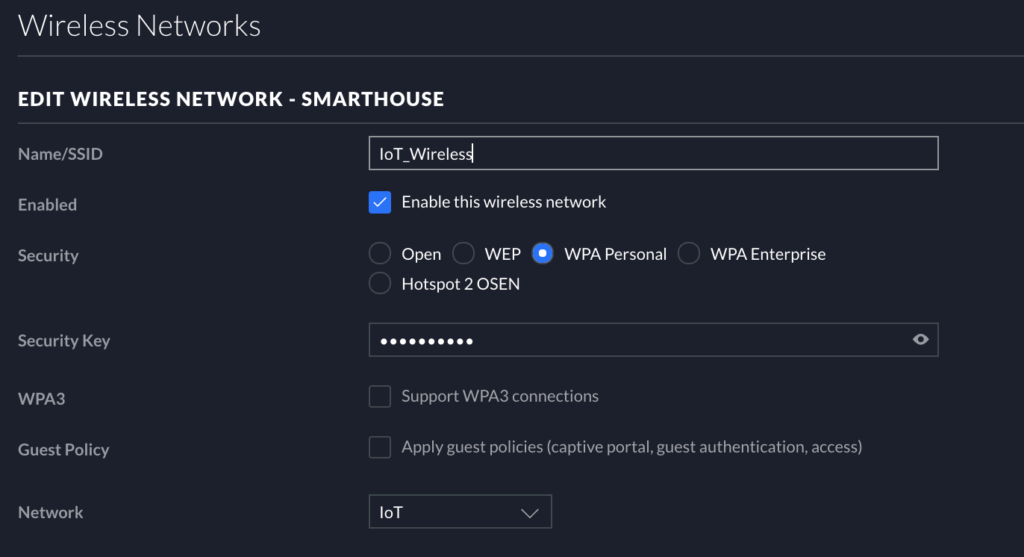 Wireless Networks
EDIT WIRELESS NETWORK - SMARTHOUSE
Name/SSID IoT_Wireless
Enabled Enable this wireless network
Security Open WEP WPA Personal WPA Enterprise
Hotspot 2 OSEN
Security Key ••••••••••
WPA3 Support WPA3 connections
Guest Policy Apply guest policies (captive portal, guest authentication, access)
Network IoT